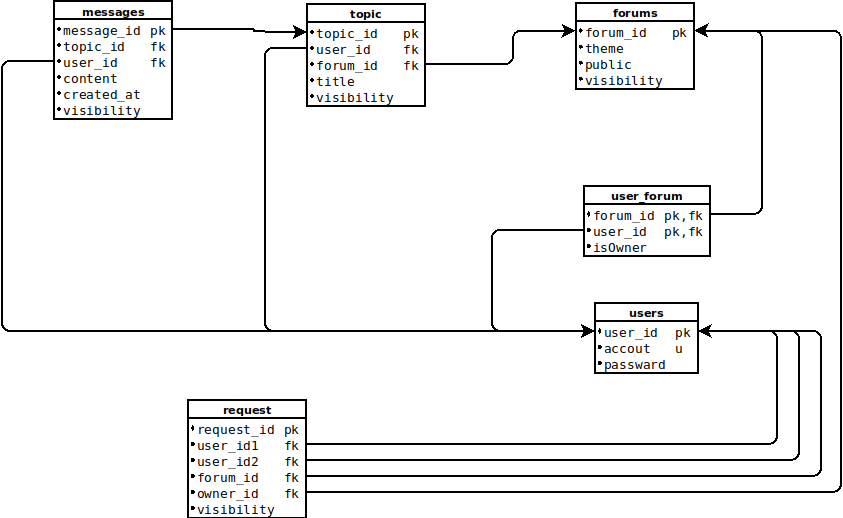 messages
message_id pk
topic_id fk
user_id fk
content
created_at
visibility
topic
topic_id pk
user_id fk
forum_id fk
title
visibility
forums
forum_id pk
theme
public
visibility
user_forum
forum_id pk,fk
user_id pk,fk
isOwner
users
user_id pk
accout u
passward
request
request_id pk
user_id1 fk
user_id2 fk
forum_id fk
owner_id fk
visibility